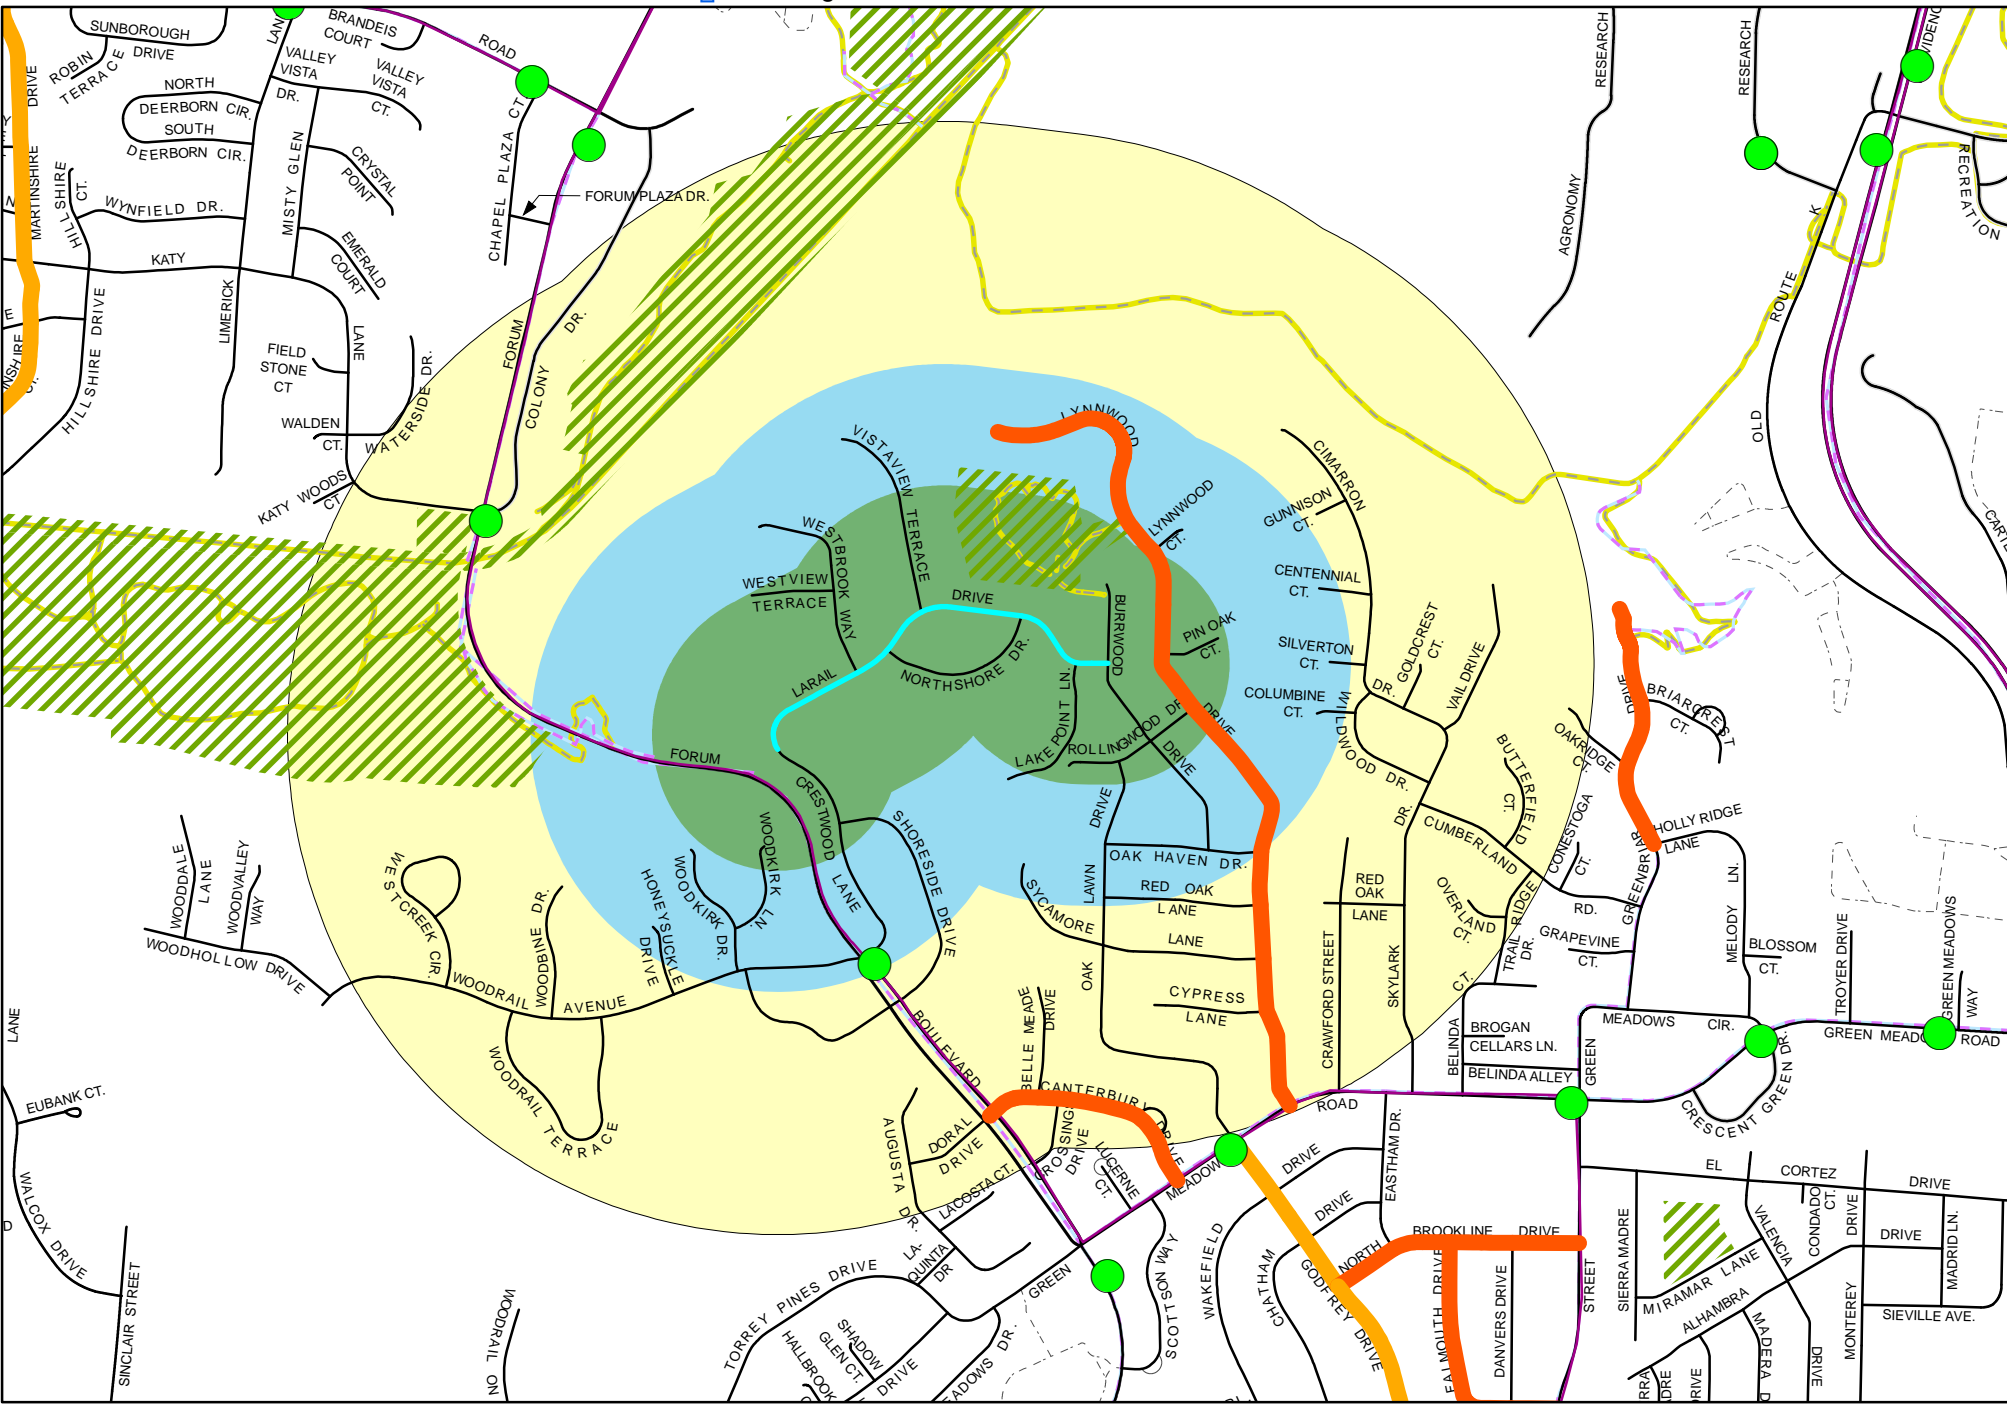 SUNBOROUGH
DRIVE
ROBIN
TERRACE
LANE
BRANDEIS
COURT
ROAD
VALLEY
VISTA
DR.
VALLEY
VISTA
CT.
NORTH
DEERBORN CIR.
SOUTH
DEERBORN CIR.
DRIVE
MARTINSHIRE
HILLSHIRE
CT.
WYNFIELD DR.
MISTY GLEN
CRYSTAL
POINT
EMERALD
COURT
KATY
LANE
LIMERICK
HILLSHIRE DRIVE
FIELD
STONE
CT
WALDEN
CT.
WATERSIDE DR.
KATY WOODS
CT
CHAPEL PLAZA CT
FORUM PLAZA DR.
FORUM
COLONY
DR.
RESEARCH
RESEARCH
AGRONOMY
ROUTE
K
OLD
RECREATION
LYNNWOOD
LYNNWOOD
CT.
VISTAVIEW TERRACE
WESTBROOK WAY
WESTVIEW
TERRACE
DRIVE
LARAIL
NORTHSHORE DR.
BURRWOOD
DRIVE
PIN OAK
CT.
LAKE POINT LN.
ROLLINGWOOD DR
DRIVE
CIMARRON
GUNNISON
CT.
CENTENNIAL
CT.
SILVERTON
CT.
COLUMBINE
CT.
WILDWOOD DR.
DR.
GOLDCREST
CT.
VAIL DRIVE
DR.
BUTTERFIELD
CT.
CUMBERLAND
RD.
CONESTOGA
CT.
OAKRIDGE
CT.
DRIVE
BRIARCREST
CT.
HOLLY RIDGE
LANE
GREENBRIAR
MELODY
LN.
FORUM
CRESTWOOD
LANE
SHORESIDE DRIVE
WOODKIRK
LN.
WOODKIRK DR.
HONEYSUCKLE
DRIVE
WOODBINE DR.
WOODRAIL
AVENUE
WESTCREEK CIR.
WOODDALE
LANE
WOODVALLEY
WAY
WOODHOLLOW DRIVE
WOODRAIL TERRACE
DRIVE
LAWN
OAK
OAK HAVEN DR.
RED OAK
LANE
SYCAMORE
LANE
CYPRESS
LANE
RED
OAK
LANE
CRAWFORD STREET
SKYLARK
OVERLAND
CT.
TRAIL RIDGE
DR.
GRAPEVINE
CT.
CT.
BELINDA
BROGAN
CELLARS LN.
BELINDA ALLEY
GREEN
MEADOWS
CIR.
BLOSSOM
CT.
TROYER DRIVE
GREEN MEADOWS
WAY
ROAD
CRESCENT GREEN DR.
BOULEVARD
BELLE MEADE
DRIVE
CANTERBURY
DRIVE
CROSSING
DRIVE
LUCERNE
CT.
ROAD
AUGUSTA
DR.
DORAL
DRIVE
LACOSTA CT.
LA-
QUINTA
DR
GREEN
TORREY PINES DRIVE
SHADOW
GLEN CT.
HALLBROOK
DRIVE
SCOTTSON WAY
WAKEFIELD
DRIVE
CHATHAM
DRIVE
EASTHAM DR.
NORTH
BROOKLINE
DRIVE
GODFREY DRIVE
DANVERS DRIVE
STREET
EL
CORTEZ
DRIVE
SIERRA MADRE
MIRAMAR LANE
VALENCIA
DRIVE
CONDADO
CT.
DRIVE
MONTEREY
DRIVE
MADRID LN.
SIEVILLE AVE.
ALHAMBRA
LANE
EUBANK CT.
WALCOX DRIVE
SINCLAIR STREET
WOODRAIL ON